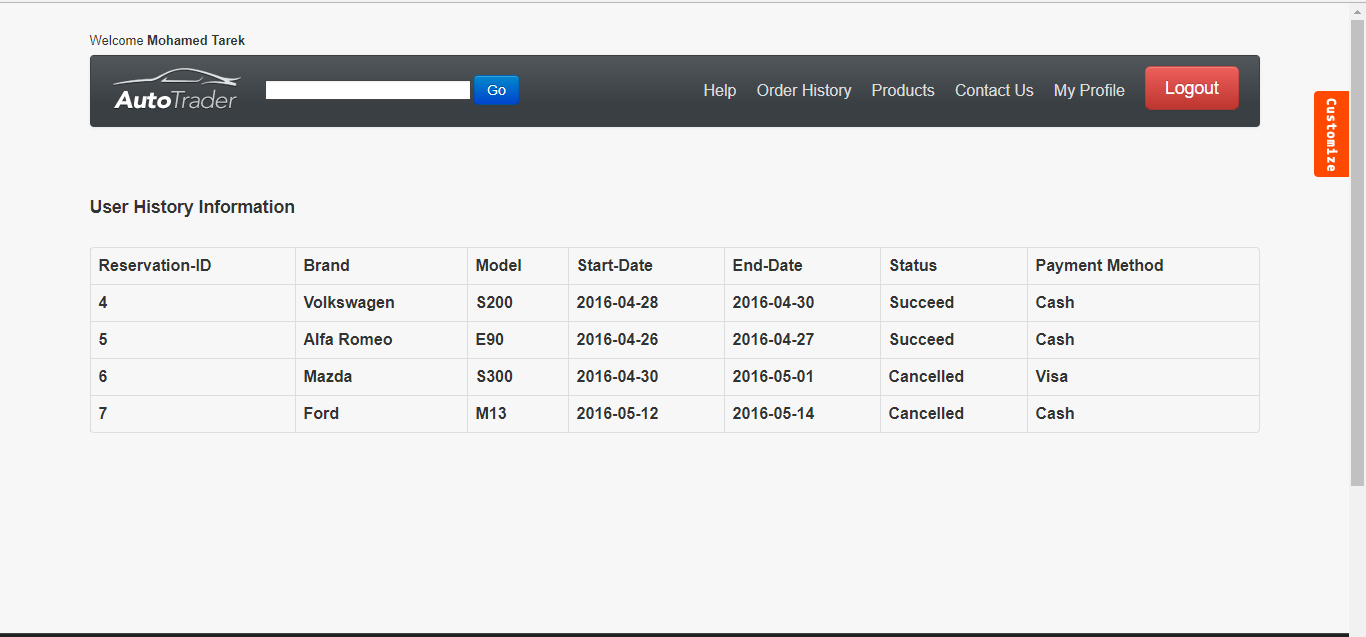 Welcome Mohamed Tarek
AutoTrader
Go
Help Order History Products Contact Us My Profile Logout
Customize
User History Information
Reservation-ID Brand Model Start-Date End-Date Status Payment Method
4 Volkswagen S200 2016-04-28 2016-04-30 Succeed Cash
5 Alfa Romeo E90 2016-04-26 2016-04-27 Succeed Cash
6 Mazda S300 2016-04-30 2016-05-01 Cancelled Visa
7 Ford M13 2016-05-12 2016-05-14 Cancelled Cash